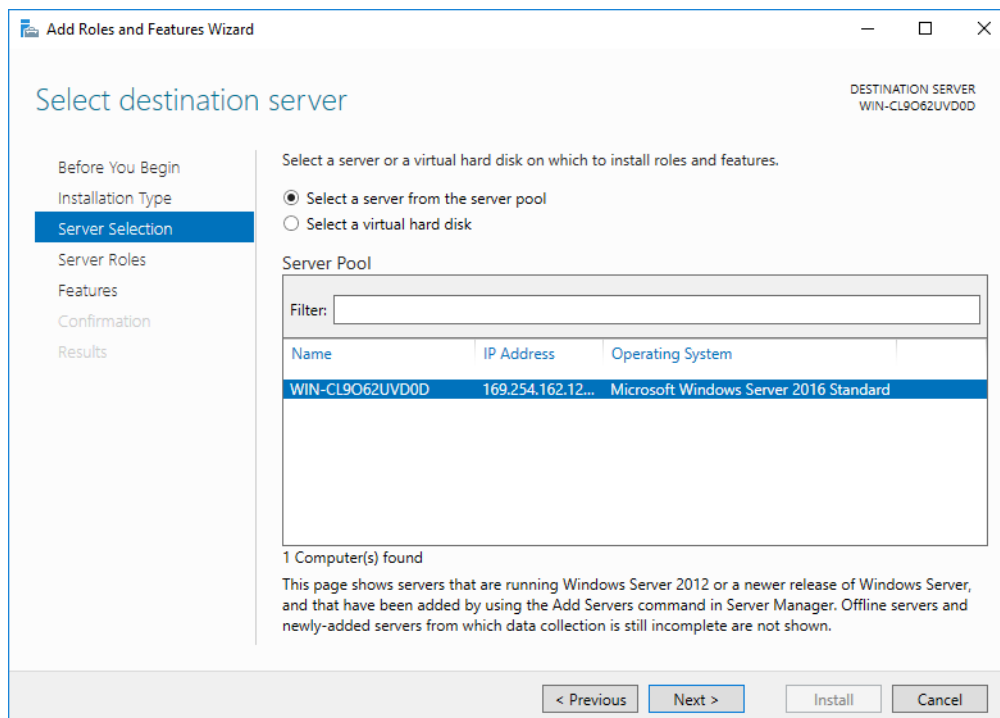 Add Roles and Features Wizard
Select destination server
DESTINATION SERVER
WIN-CL9O62UVD0D
Before You Begin
Installation Type
Server Selection
Server Roles
Features
Confirmation
Results
Select a server or a virtual hard disk on which to install roles and features.
Select a server from the server pool
Select a virtual hard disk
Server Pool
Filter:
Name IP Address Operating System
WIN-CL9O62UVD0D 169.254.162.12... Microsoft Windows Server 2016 Standard
1 Computer(s) found
This page shows servers that are running Windows Server 2012 or a newer release of Windows Server,
and that have been added by using the Add Servers command in Server Manager. Offline servers and
newly-added servers from which data collection is still incomplete are not shown.
< Previous Next > Install Cancel